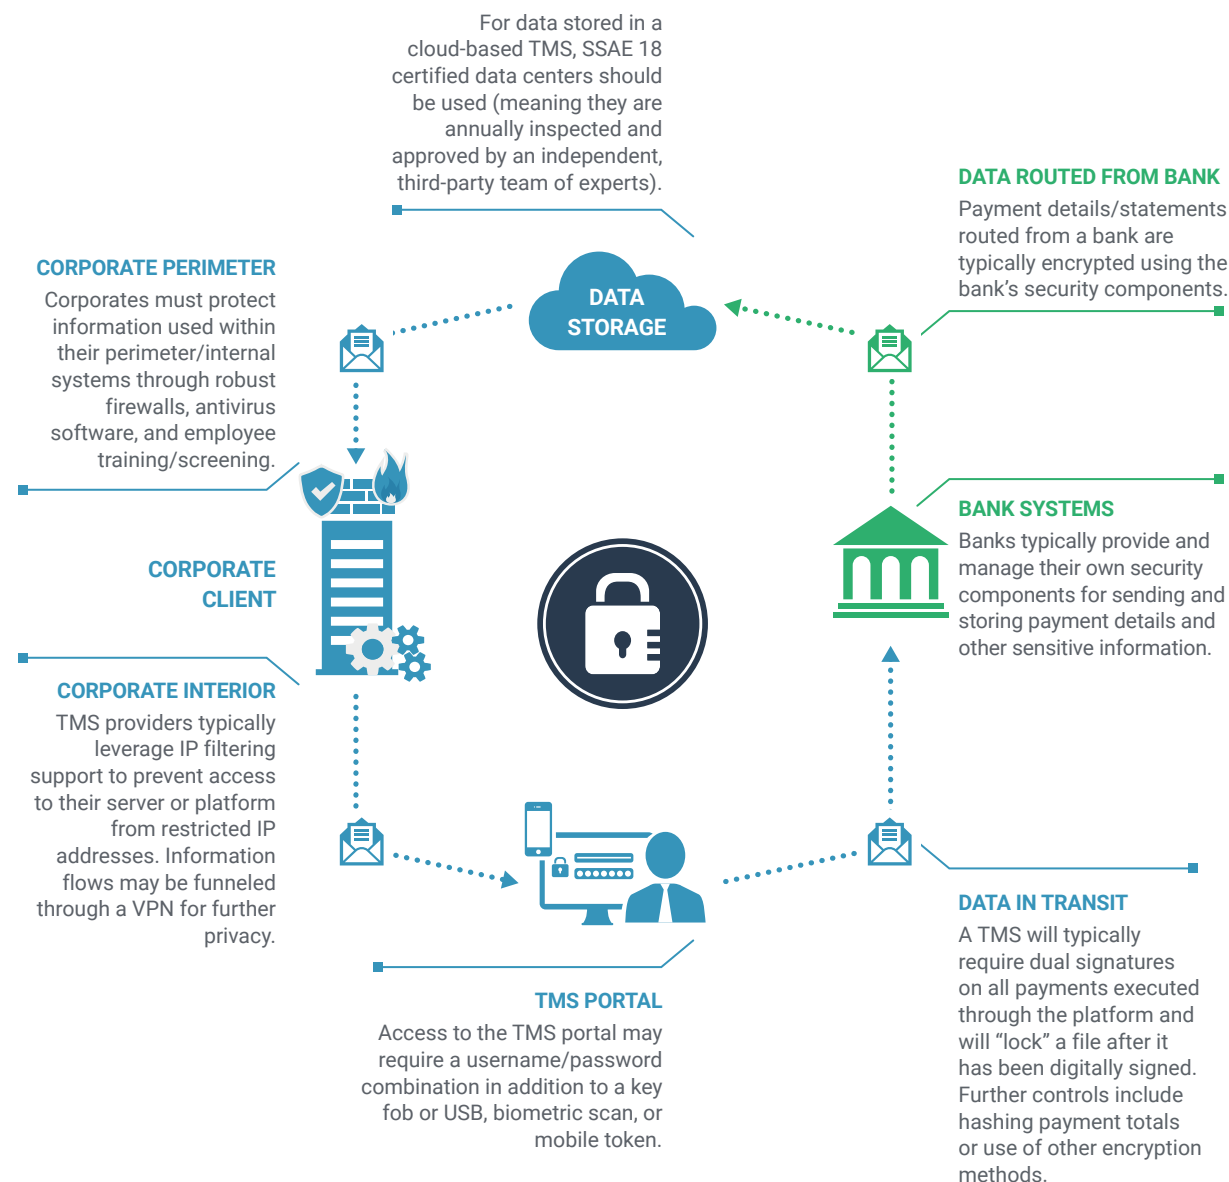 For data stored in a
cloud-based TMS, SSAE 18
certified data centers should
be used (meaning they are
annually inspected and
approved by an independent,
third-party team of experts).
DATA
STORAGE
DATA ROUTED FROM BANK
Payment details/statements
routed from a bank are
typically encrypted using the
bank’s security components.
CORPORATE PERIMETER
Corporates must protect
information used within
their perimeter/internal
systems through robust
firewalls, antivirus
software, and employee
training/screening.
CORPORATE
CLIENT
BANK SYSTEMS
Banks typically provide and
manage their own security
components for sending and
storing payment details and
other sensitive information.
CORPORATE INTERIOR
TMS providers typically
leverage IP filtering
support to prevent access
to their server or platform
from restricted IP
addresses. Information
flows may be funneled
through a VPN for further
privacy.
TMS PORTAL
Access to the TMS portal may
require a username/password
combination in addition to a key
fob or USB, biometric scan, or
mobile token.
DATA IN TRANSIT
A TMS will typically
require dual signatures
on all payments executed
through the platform and
will “lock” a file after it
has been digitally signed.
Further controls include
hashing payment totals
or use of other encryption
methods.